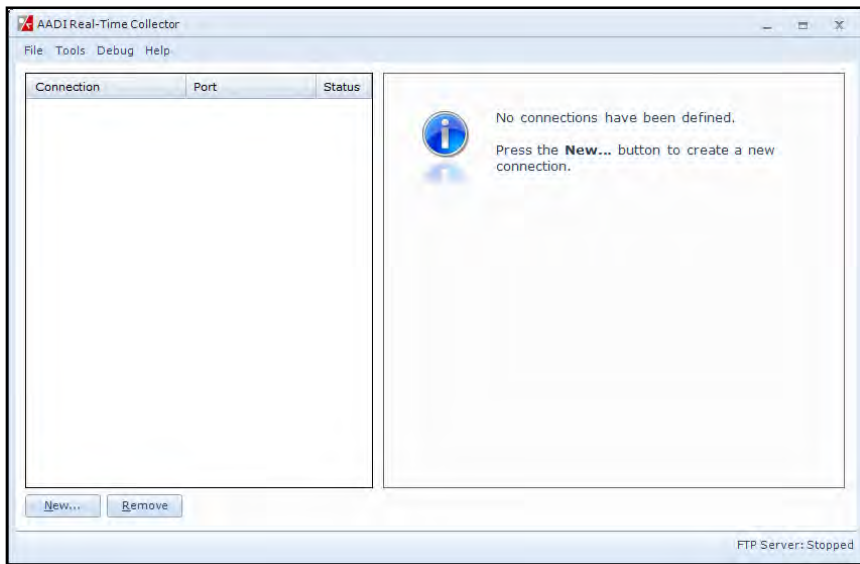 AADI Real-Time Collector
File Tools Debug Help
Connection Port Status
No connections have been defined.
Press the New... button to create a new
connection.
New... Remove
FTP Server: Stopped